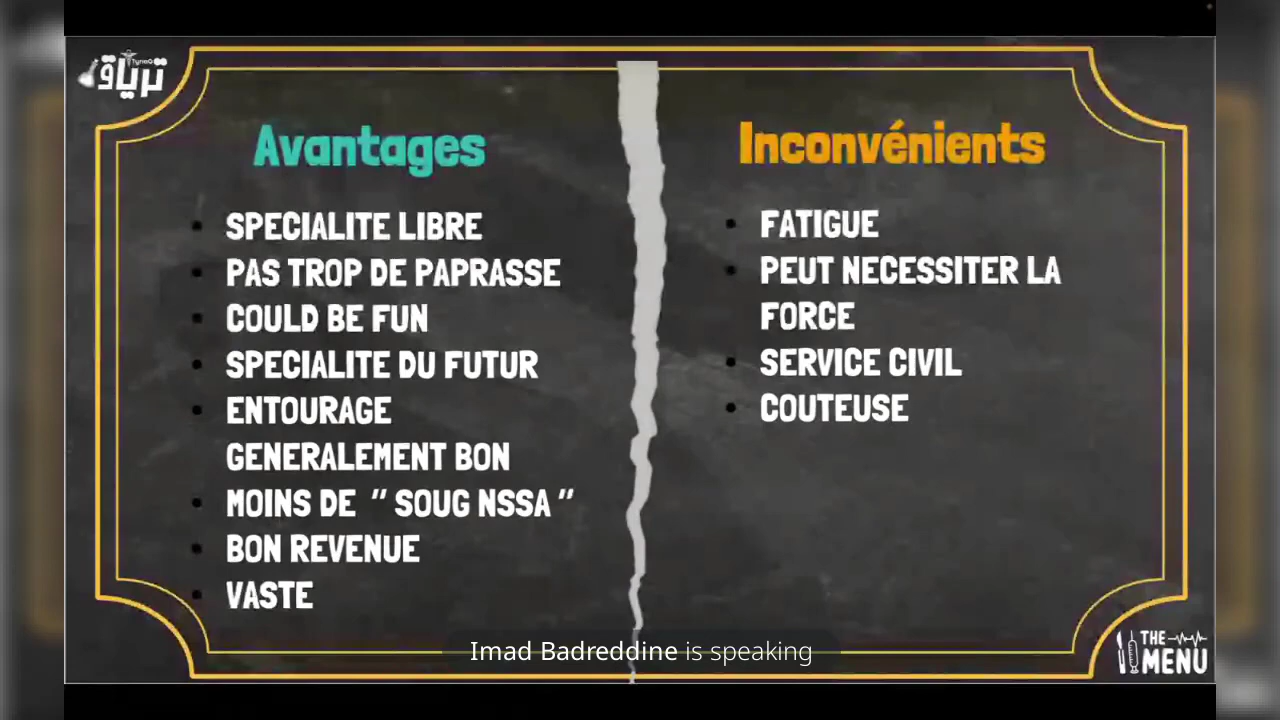 ترياق
TyriaQ
Avantages
SPECIALITE LIBRE
PAS TROP DE PAPRASSE
COULD BE FUN
SPECIALITE DU FUTUR
ENTOURAGE
GENERALEMENT BON
MOINS DE " SOUG NSSA "
BON REVENUE
VASTE
Inconvénients
FATIGUE
PEUT NECESSITER LA
FORCE
SERVICE CIVIL
COUTEUSE
Imad Badreddine is speaking
THE
MENU